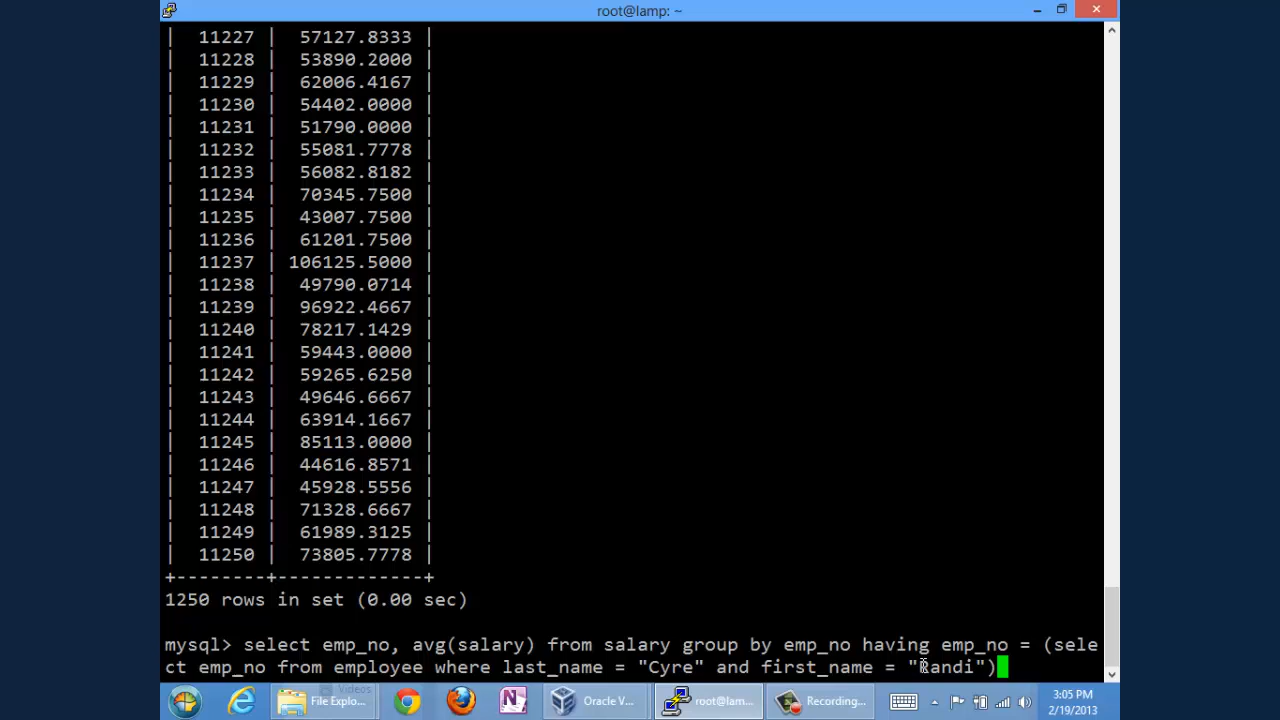 root@lamp: ~
| 11227 | 57127.8333 |
| 11228 | 53890.2000 |
| 11229 | 62006.4167 |
| 11230 | 54402.0000 |
| 11231 | 51790.0000 |
| 11232 | 55081.7778 |
| 11233 | 56082.8182 |
| 11234 | 70345.7500 |
| 11235 | 43007.7500 |
| 11236 | 61201.7500 |
| 11237 | 106125.5000 |
| 11238 | 49790.0714 |
| 11239 | 96922.4667 |
| 11240 | 78217.1429 |
| 11241 | 59443.0000 |
| 11242 | 59265.6250 |
| 11243 | 49646.6667 |
| 11244 | 63914.1667 |
| 11245 | 85113.0000 |
| 11246 | 44616.8571 |
| 11247 | 45928.5556 |
| 11248 | 71328.6667 |
| 11249 | 61989.3125 |
| 11250 | 73805.7778 |
+--------+-------------+
1250 rows in set (0.00 sec)
mysql> select emp_no, avg(salary) from salary group by emp_no having emp_no = (sele
ct emp_no from employee where last_name = "Cyre" and first_name = "Randi")
Videos
File Explo... Oracle V... root@lam... Recording... 3:05 PM
2/19/2013